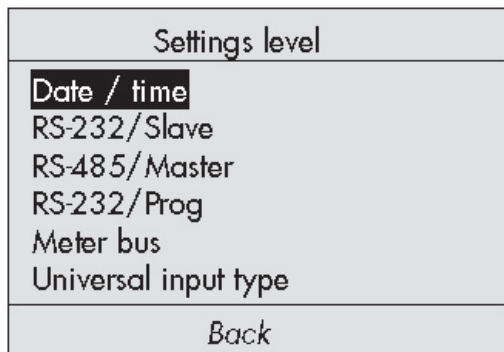 Settings level
Date / time
RS-232/Slave
RS-485/Master
RS-232/Prog
Meter bus
Universal input type
Back